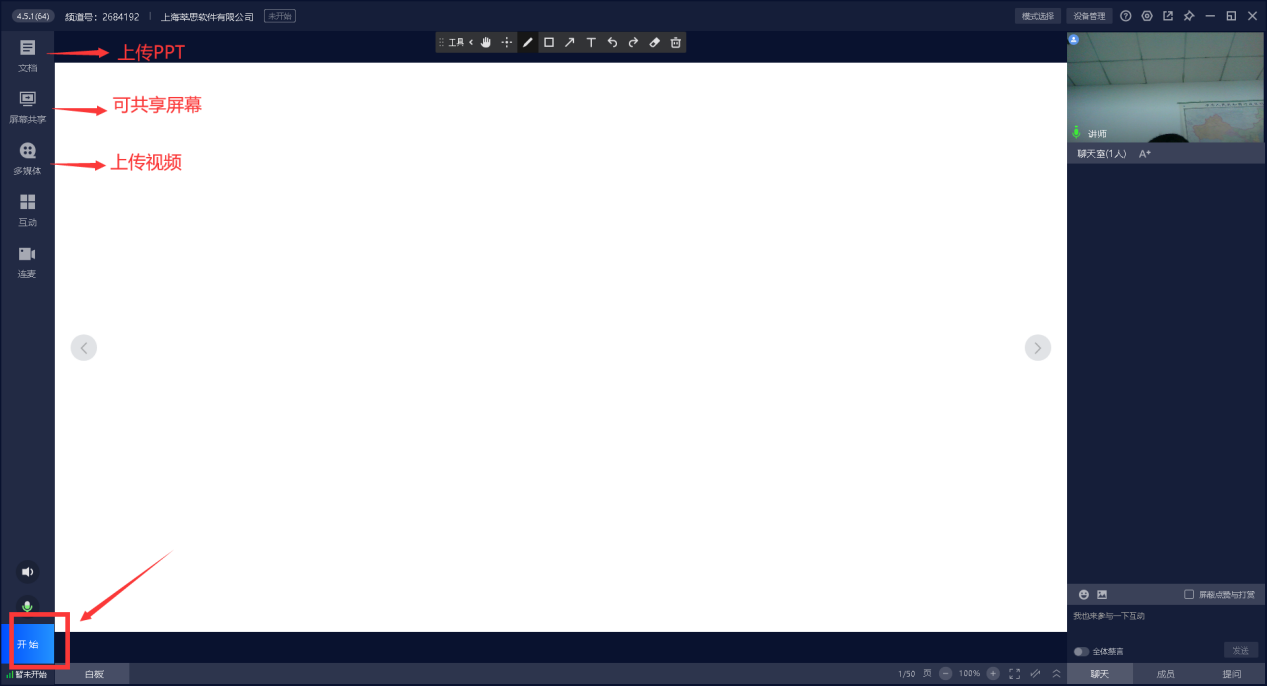 4.5.1(64) 频道号：2684192 | 上海莘思软件有限公司 未开始
模式选择 设备管理
工具
文档
上传PPT
屏幕共享
可共享屏幕
多媒体
上传视频
互动
连麦
讲师
聊天室(1人) A+
屏蔽点赞与打赏
我也来参与一下互动
全体禁言 发送
开始
暂未开始 白板
1/50 页 100%
聊天 成员 提问